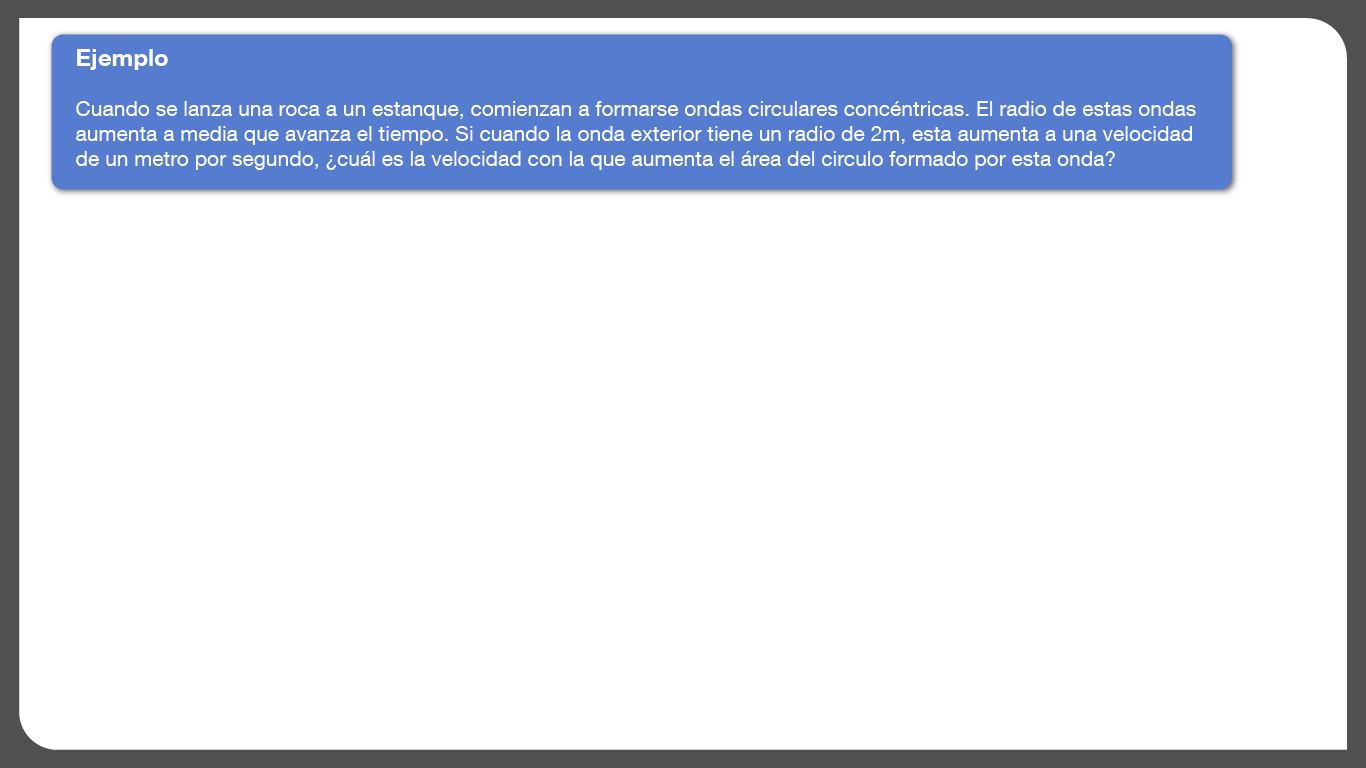 Ejemplo
Cuando se lanza una roca a un estanque, comienzan a formarse ondas circulares concéntricas. El radio de estas ondas
aumenta a media que avanza el tiempo. Si cuando la onda exterior tiene un radio de 2m, esta aumenta a una velocidad
de un metro por segundo, ¿cuál es la velocidad con la que aumenta el área del circulo formado por esta onda?